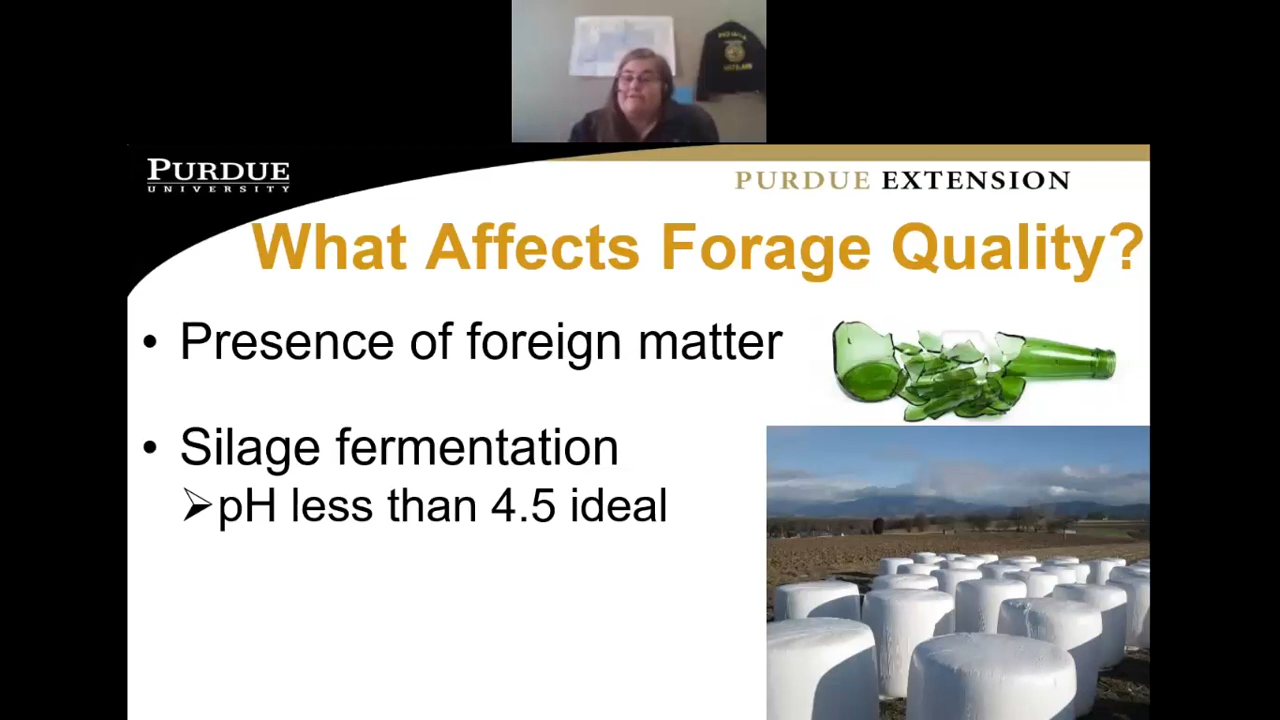 PURDUE
UNIVERSITY
PURDUE EXTENSION
What Affects Forage Quality?
• Presence of foreign matter
• Silage fermentation
➢pH less than 4.5 ideal